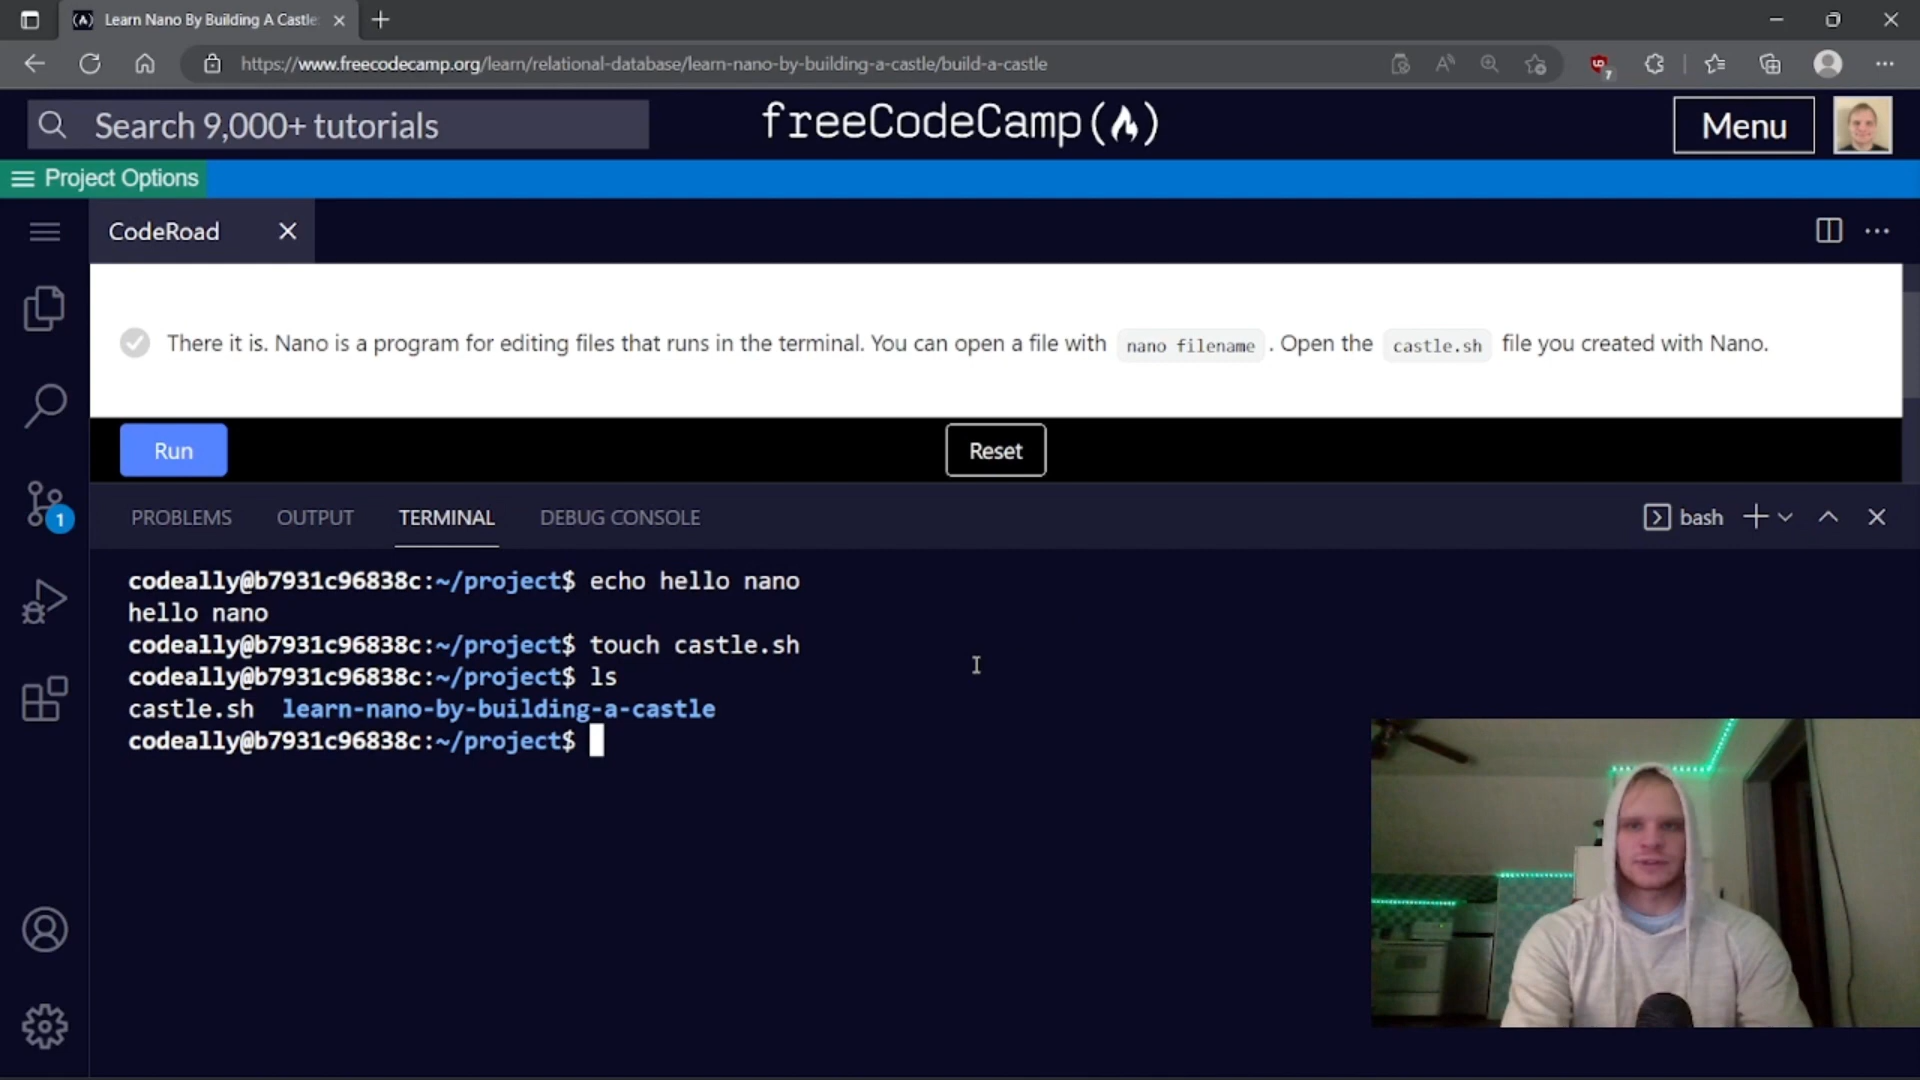 Learn Nano By Building A Castle
https://www.freecodecamp.org/learn/relational-database/learn-nano-by-building-a-castle/build-a-castle
7
Search 9,000+ tutorials
freeCodeCamp(
)
Menu
Project Options
CodeRoad
There it is. Nano is a program for editing files that runs in the terminal. You can open a file with nano filename . Open the castle.sh file you created with Nano.
Run
Reset
1
PROBLEMS OUTPUT TERMINAL DEBUG CONSOLE
bash
codeally@b7931c96838c:~/project$ echo hello nano
hello nano
codeally@b7931c96838c:~/project$ touch castle.sh
codeally@b7931c96838c:~/project$ ls
castle.sh learn-nano-by-building-a-castle
codeally@b7931c96838c:~/project$